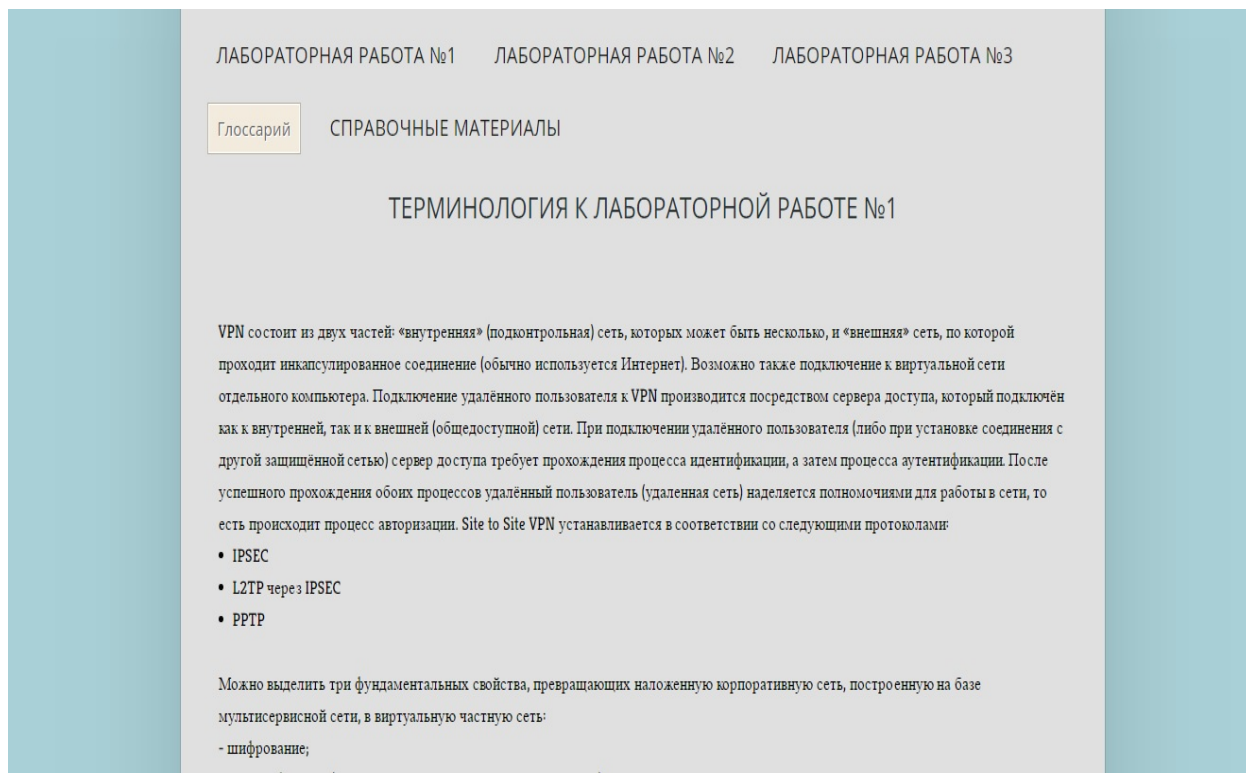 ЛАБОРАТОРНАЯ РАБОТА №1 ЛАБОРАТОРНАЯ РАБОТА №2 ЛАБОРАТОРНАЯ РАБОТА №3
Глоссарий СПРАВОЧНЫЕ МАТЕРИАЛЫ
ТЕРМИНОЛОГИЯ К ЛАБОРАТОРНОЙ РАБОТЕ №1
VPN состоит из двух частей: «внутренняя» (подконтрольная) сеть, которых может быть несколько, и «внешняя» сеть, по которой
проходит инкапсулированное соединение (обычно используется Интернет). Возможно также подключение к виртуальной сети
отдельного компьютера. Подключение удалённого пользователя к VPN производится посредством сервера доступа, который подключён
как к внутренней, так и к внешней (общедоступной) сети. При подключении удалённого пользователя (либо при установке соединения с
другой защищённой сетью) сервер доступа требует прохождения процесса идентификации, а затем процесса аутентификации. После
успешного прохождения обоих процессов удалённый пользователь (удаленная сеть) наделяется полномочиями для работы в сети, то
есть происходит процесс авторизации. Site to Site VPN устанавливается в соответствии со следующими протоколами:
• IPSEC
• L2TP через IPSEC
• PPTP
Можно выделить три фундаментальных свойства, превращающих наложенную корпоративную сеть, построенную на базе
мультисервисной сети, в виртуальную частную сеть:
- шифрование;